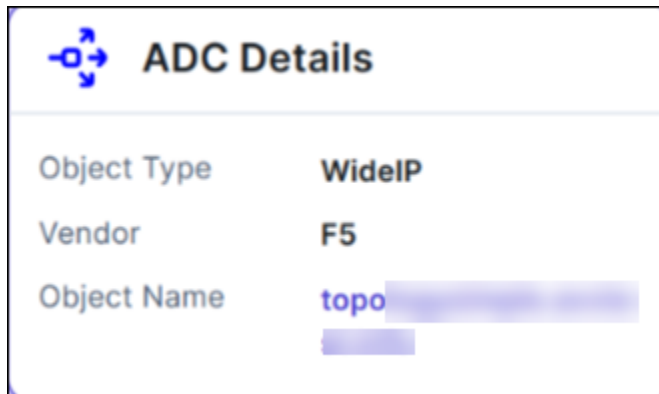 ADC Details
Object Type WideIP
Vendor F5
Object Name topo